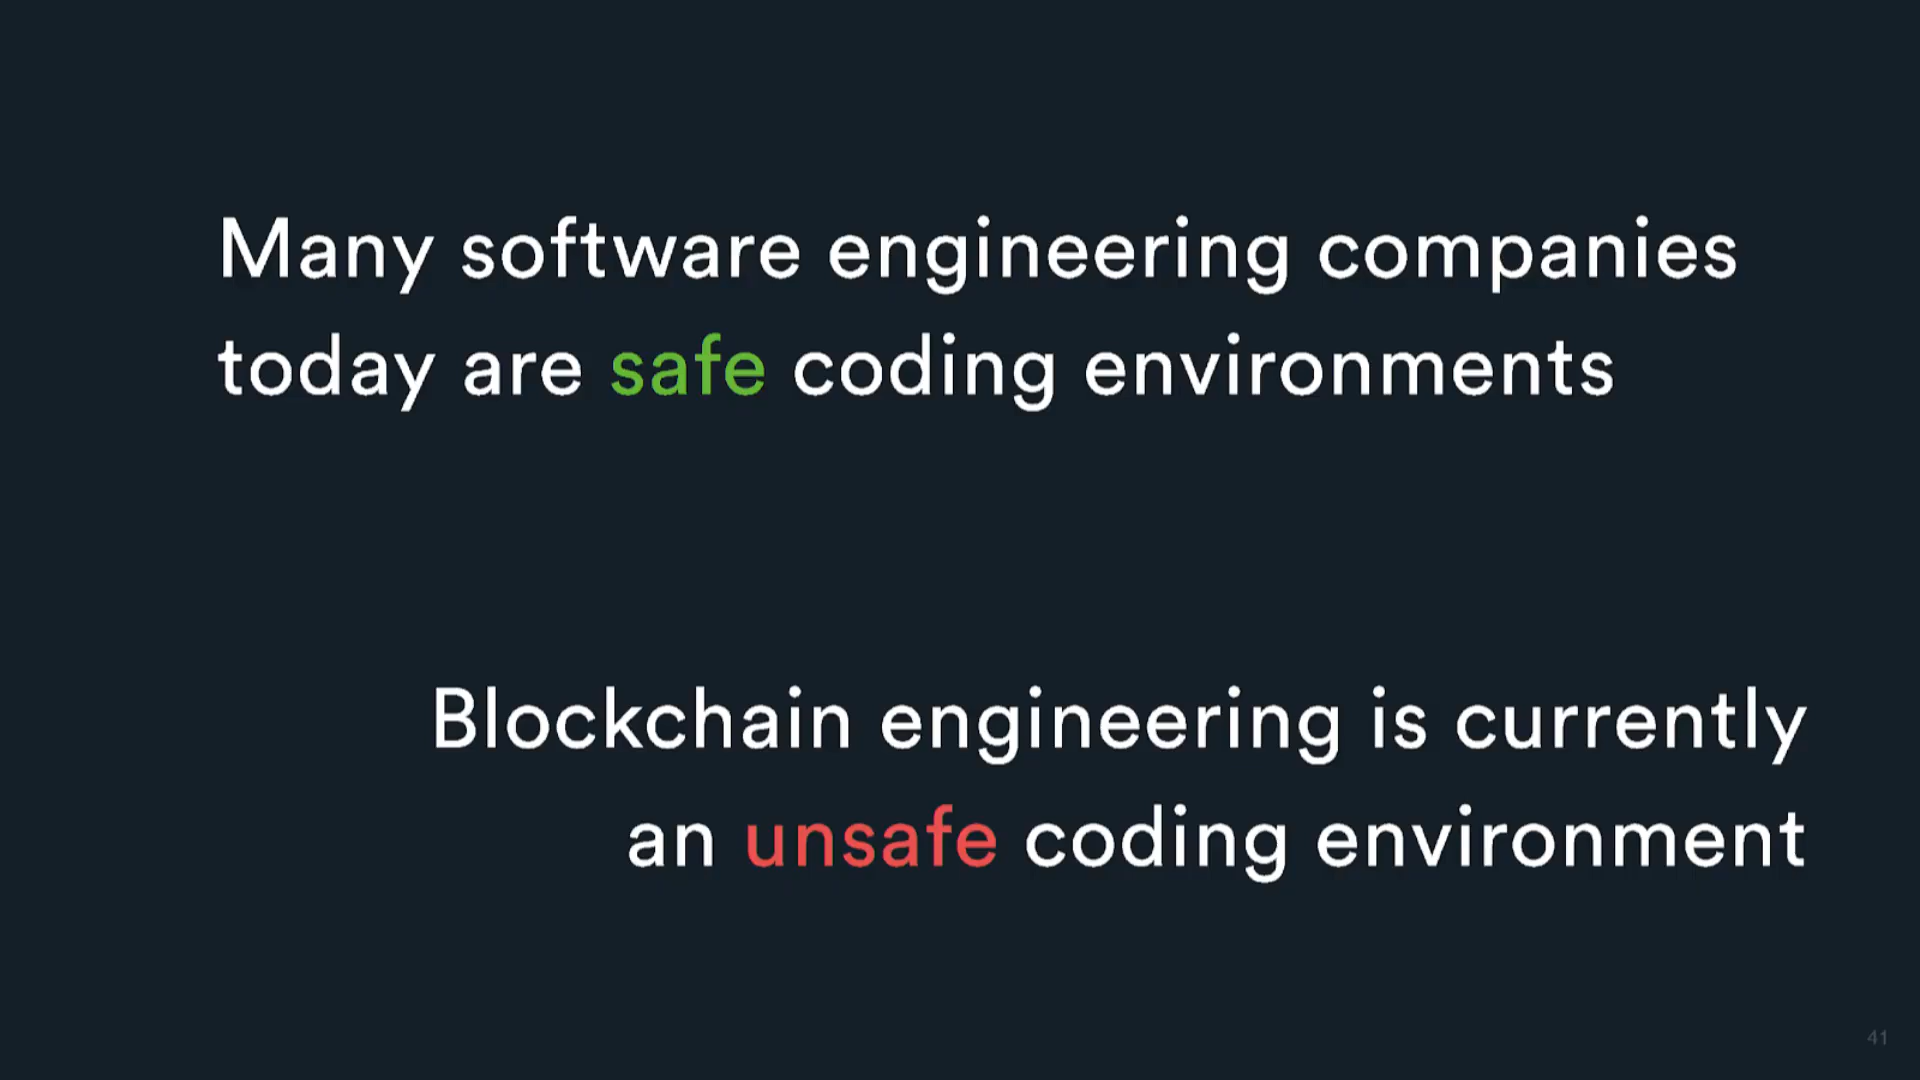 Many software engineering companies
today are safe coding environments
Blockchain engineering is currently
an unsafe coding environment
41